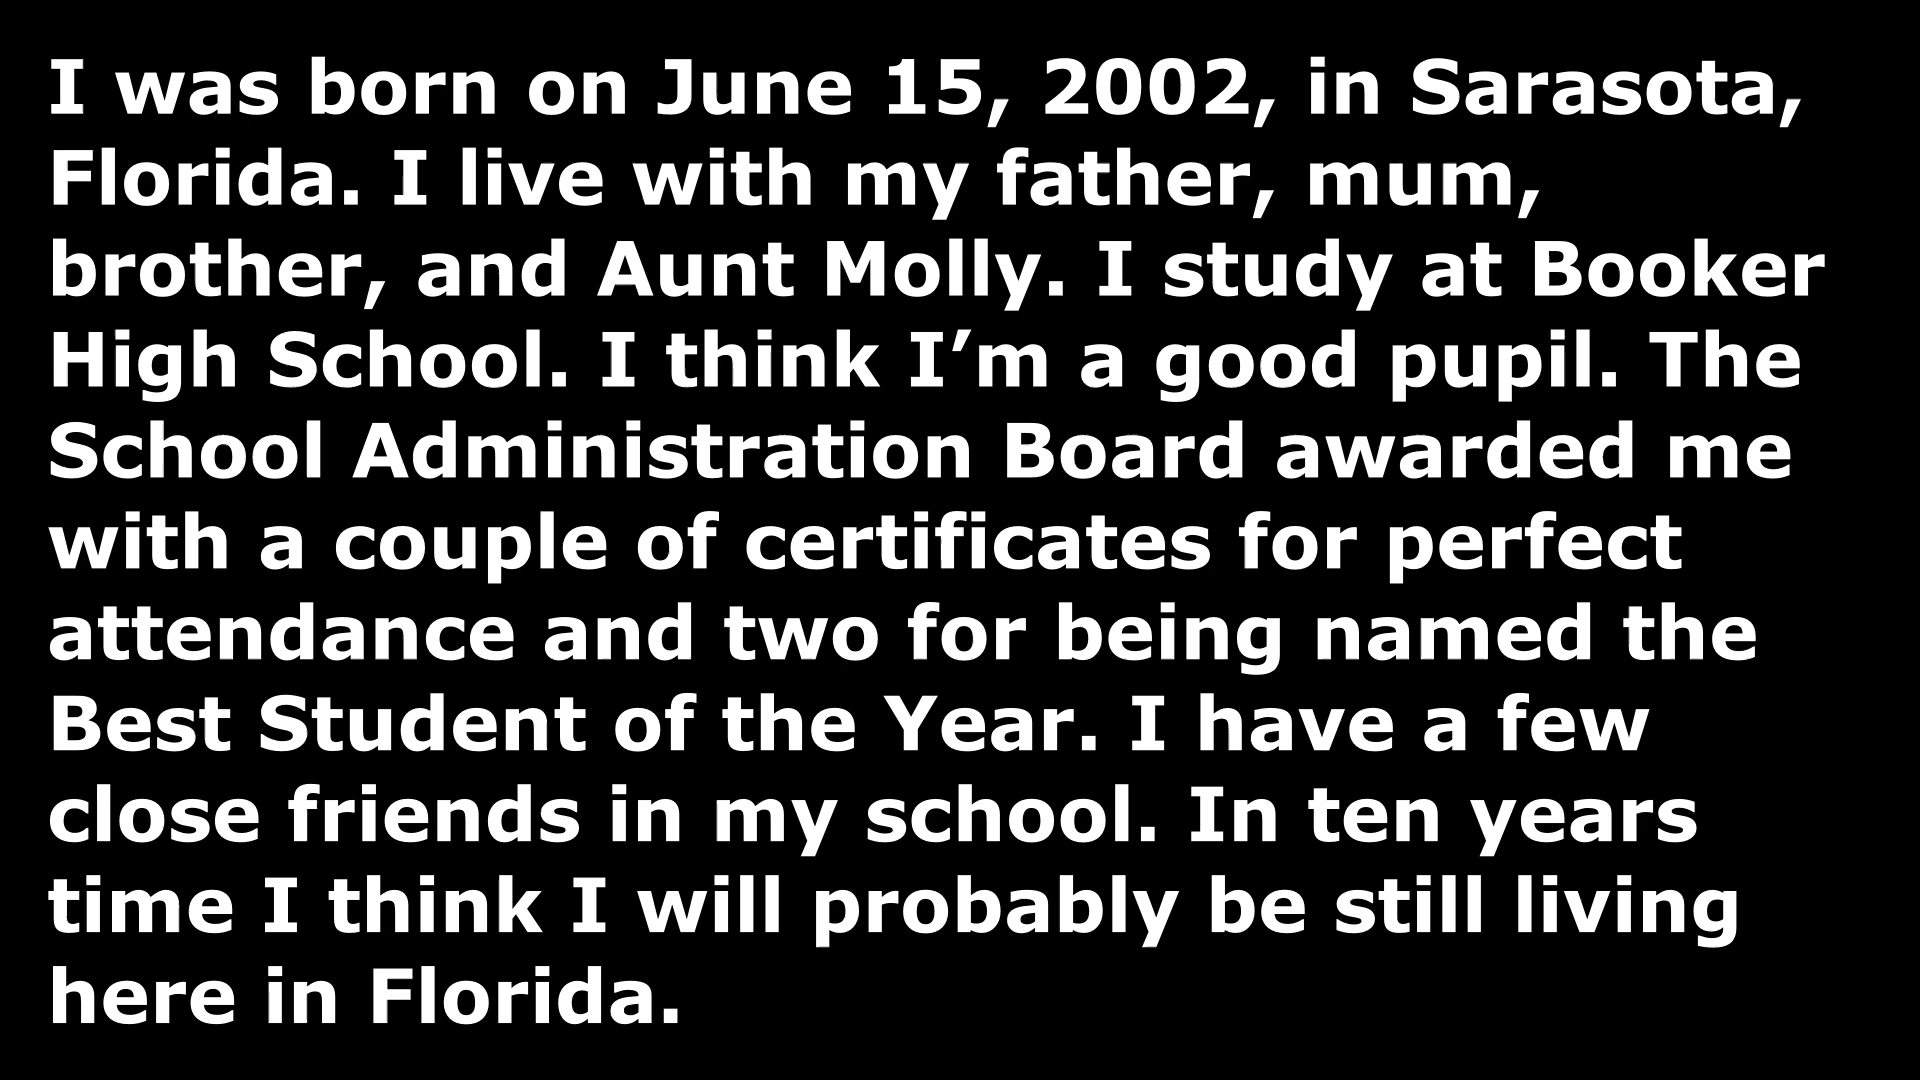 I was born on June 15, 2002, in Sarasota,
Florida. I live with my father, mum,
brother, and Aunt Molly. I study at Booker
High School. I think I’m a good pupil. The
School Administration Board awarded me
with a couple of certificates for perfect
attendance and two for being named the
Best Student of the Year. I have a few
close friends in my school. In ten years
time I think I will probably be still living
here in Florida.